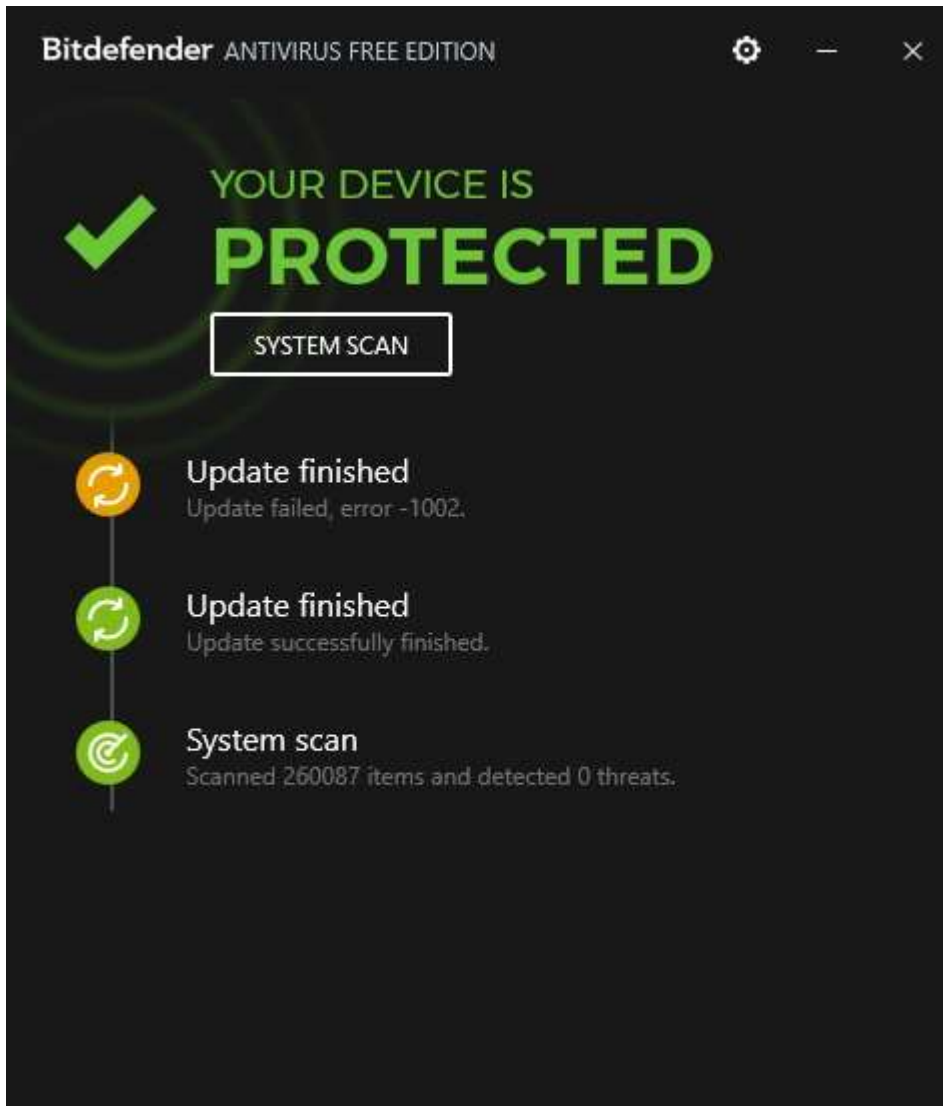 Bitdefender ANTIVIRUS FREE EDITION
YOUR DEVICE IS
PROTECTED
SYSTEM SCAN
Update finished
Update failed, error -1002.
Update finished
Update successfully finished.
System scan
Scanned 260087 items and detected 0 threats.